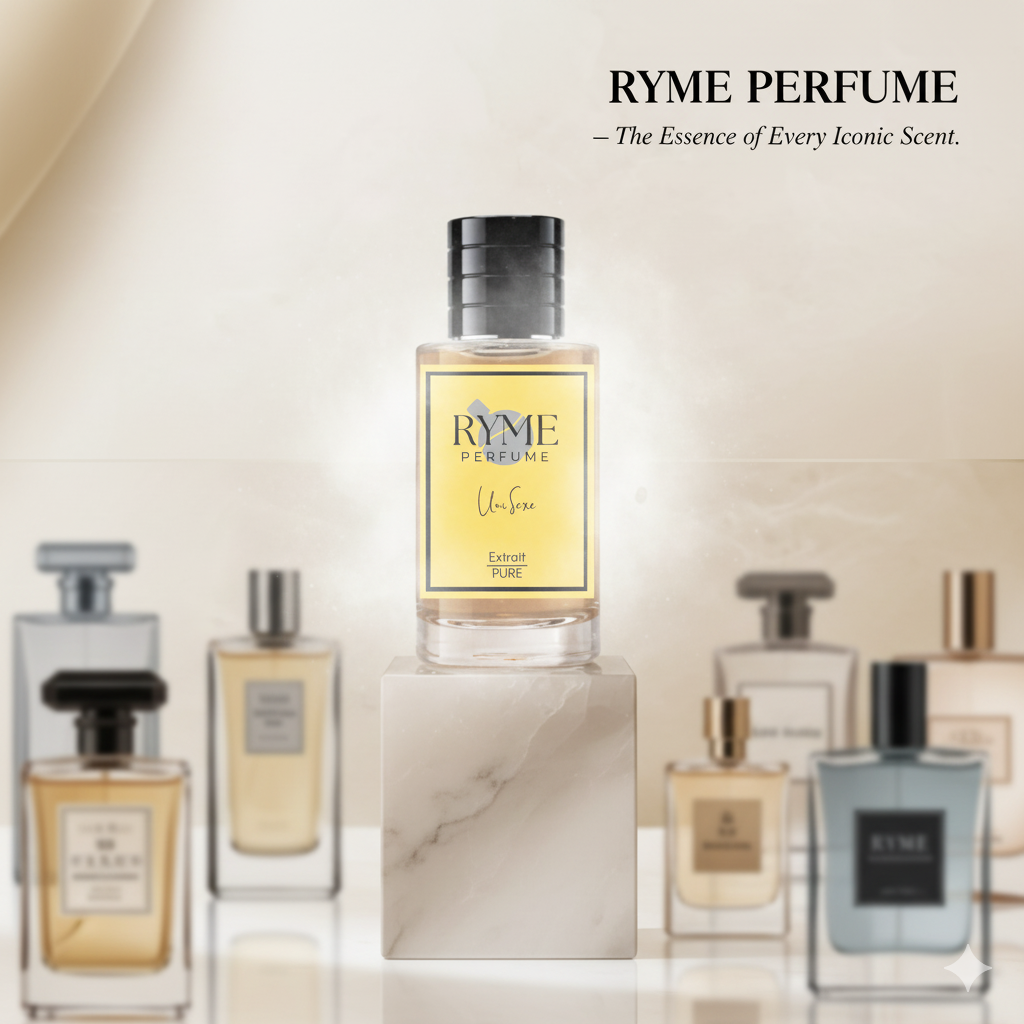 RYME PERFUME
– The Essence of Every Iconic Scent.
RYME
PERFUME
UniSexe
Extrait
PURE
RYME